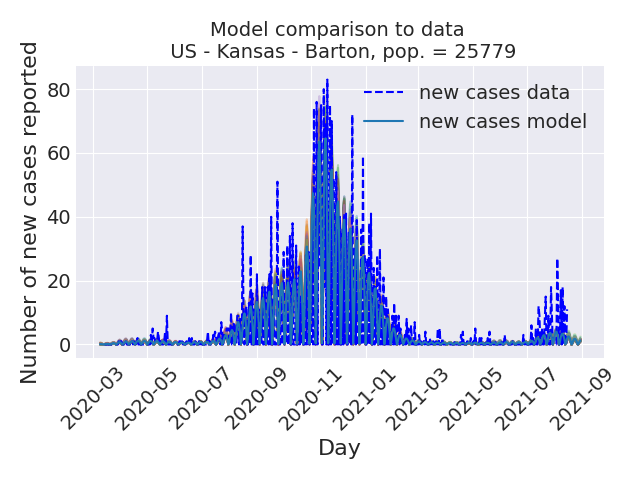 Model comparison to data
US - Kansas - Barton, pop. = 25779
Number of new cases reported
80
60
40
20
0
new cases data
new cases model
2020-03
2020-05
2020-07
2020-09
2020-11
2021-01
2021-03
2021-05
2021-07
2021-09
Day